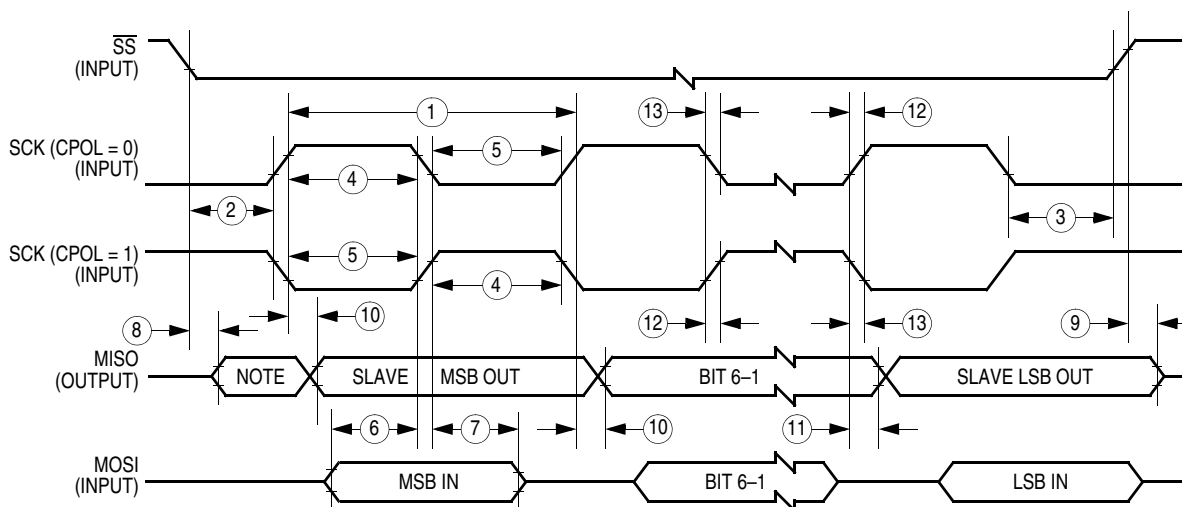 SS
(INPUT)
1
13
12
SCK (CPOL = 0)
(INPUT)
5
4
2
3
SCK (CPOL = 1)
(INPUT)
5
4
8
10
12
13
9
MISO
(OUTPUT)
NOTE
SLAVE
MSB OUT
BIT 6–1
SLAVE LSB OUT
6
7
10
11
MOSI
(INPUT)
MSB IN
BIT 6–1
LSB IN